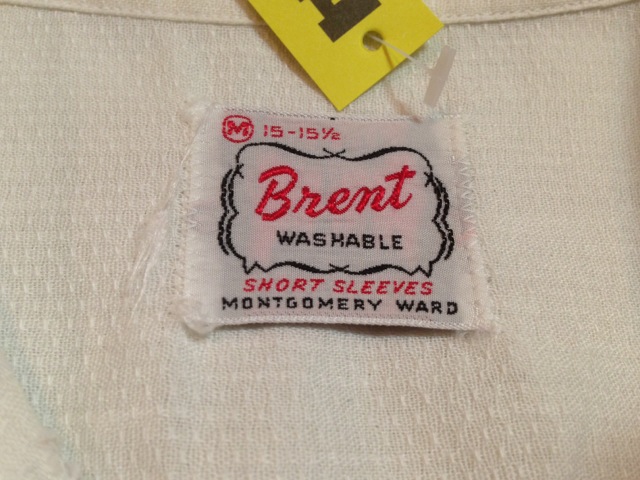 M 15-15½
Brent
WASHABLE
SHORT SLEEVES
MONTGOMERY WARD